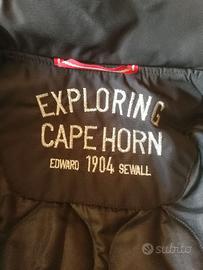 EXPLORING
CAPE HORN
EDWARD 1904 SEWALL
subito